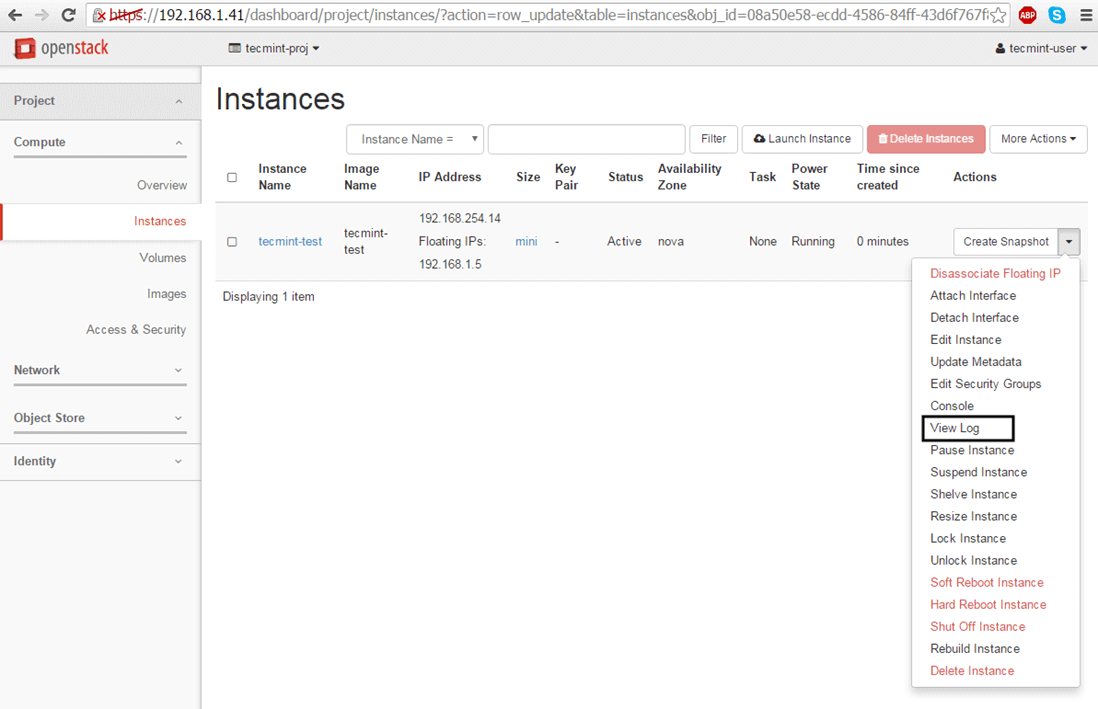 https://192.168.1.41/dashboard/project/instances/?action=row_update&table=instances&obj_id=08a50e58-ecdd-4586-84ff-43d6f767f
ABP
openstack
tecmint-proj
tecmint-user
Project
Compute
Overview
Instances
Volumes
Images
Access & Security
Network
Object Store
Identity
Instances
Instance Name =
Filter
Launch Instance
Delete Instances
More Actions
Instance Name
Image Name
IP Address
Size
Key Pair
Status
Availability Zone
Task
Power State
Time since created
Actions
tecmint-test
tecmint-
test
192.168.254.14
Floating IPs:
192.168.1.5
mini
-
Active
nova
None
Running
0 minutes
Create Snapshot
Displaying 1 item
Disassociate Floating IP
Attach Interface
Detach Interface
Edit Instance
Update Metadata
Edit Security Groups
Console
View Log
Pause Instance
Suspend Instance
Shelve Instance
Resize Instance
Lock Instance
Unlock Instance
Soft Reboot Instance
Hard Reboot Instance
Shut Off Instance
Rebuild Instance
Delete Instance